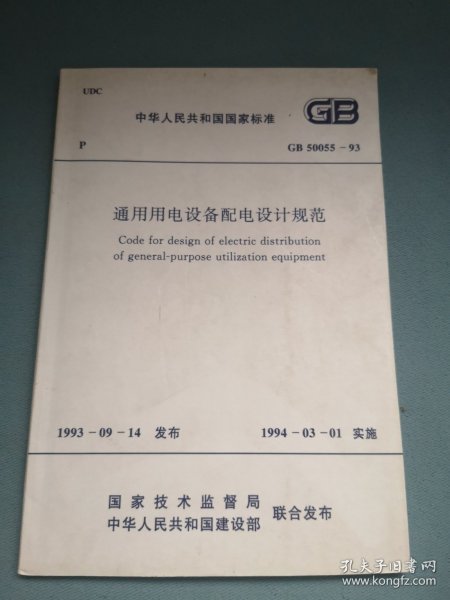 UDC
中华人民共和国国家标准
GB
P
GB 50055-93
通用用电设备配电设计规范
Code for design of electric distribution
of general-purpose utilization equipment
1993-09-14 发布
1994-03-01 实施
国家技术监督局
中华人民共和国建设部
联合发布
孔夫子旧书网
www.kongfz.com